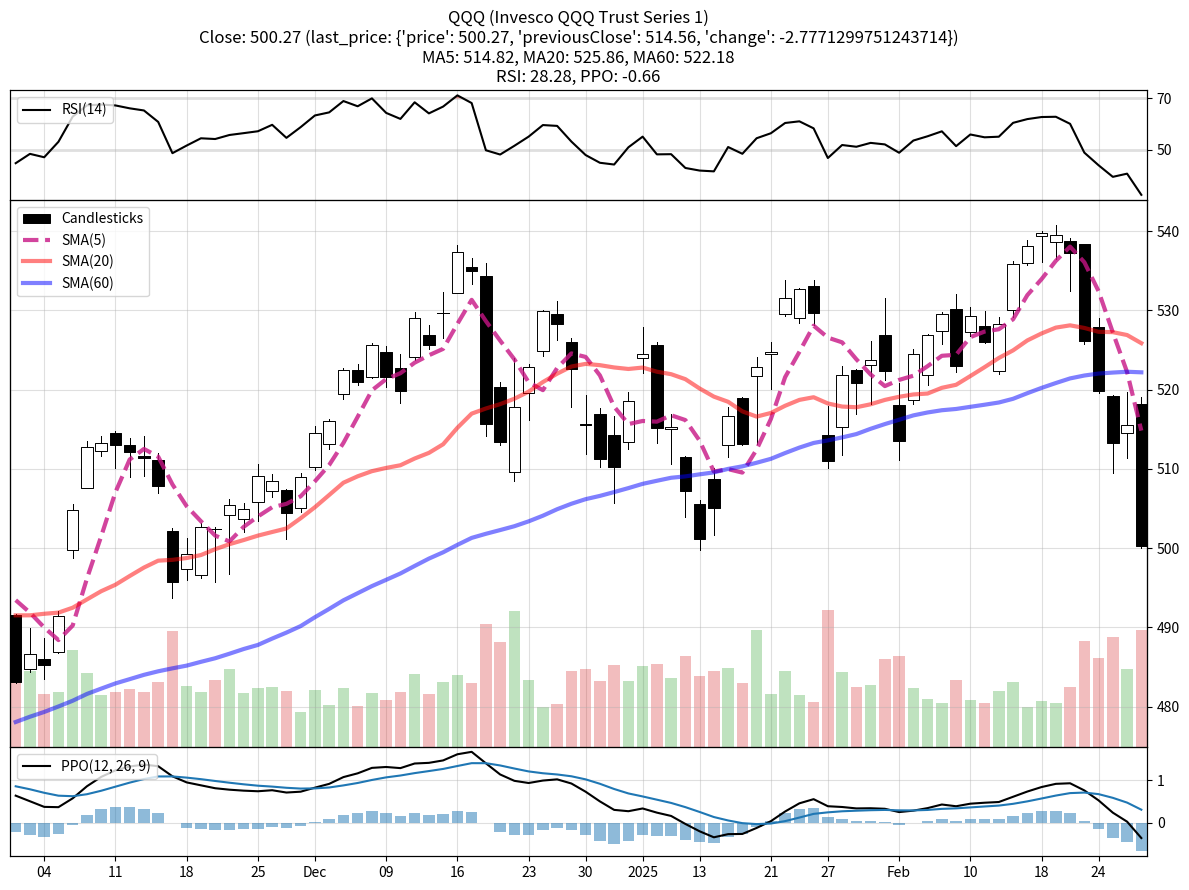 QQQ (Invesco QQQ Trust Series 1)
Close: 500.27 (last_price: {'price': 500.27, 'previousClose': 514.56, 'change': -2.7771299751243714})
MA5: 514.82, MA20: 525.86, MA60: 522.18
RSI: 28.28, PPO: -0.66
RSI(14)
70
50
Candlesticks
SMA(5)
SMA(20)
SMA(60)
540
530
520
510
500
490
480
PPO(12, 26, 9)
1
0
04 11 18 25 Dec 09 16 23 30 2025 13 21 27 Feb 10 18 24